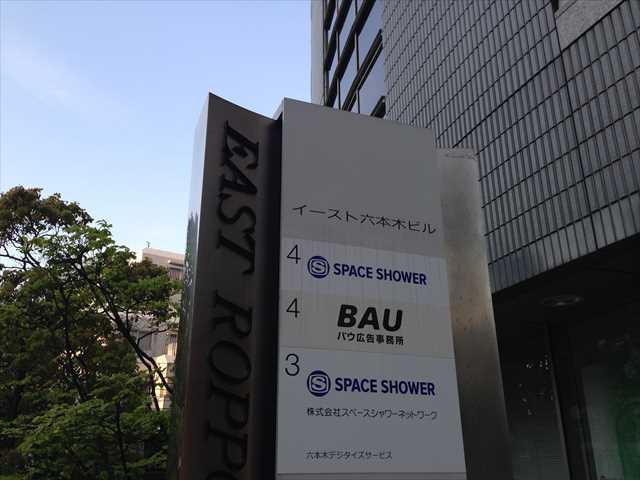 EAST ROPPO
イースト六本木ビル
4
SPACE SHOWER
4
BAU
バウ広告事務所
3
SPACE SHOWER
株式会社スペースシャワーネットワーク
六本木デジタイズサービス